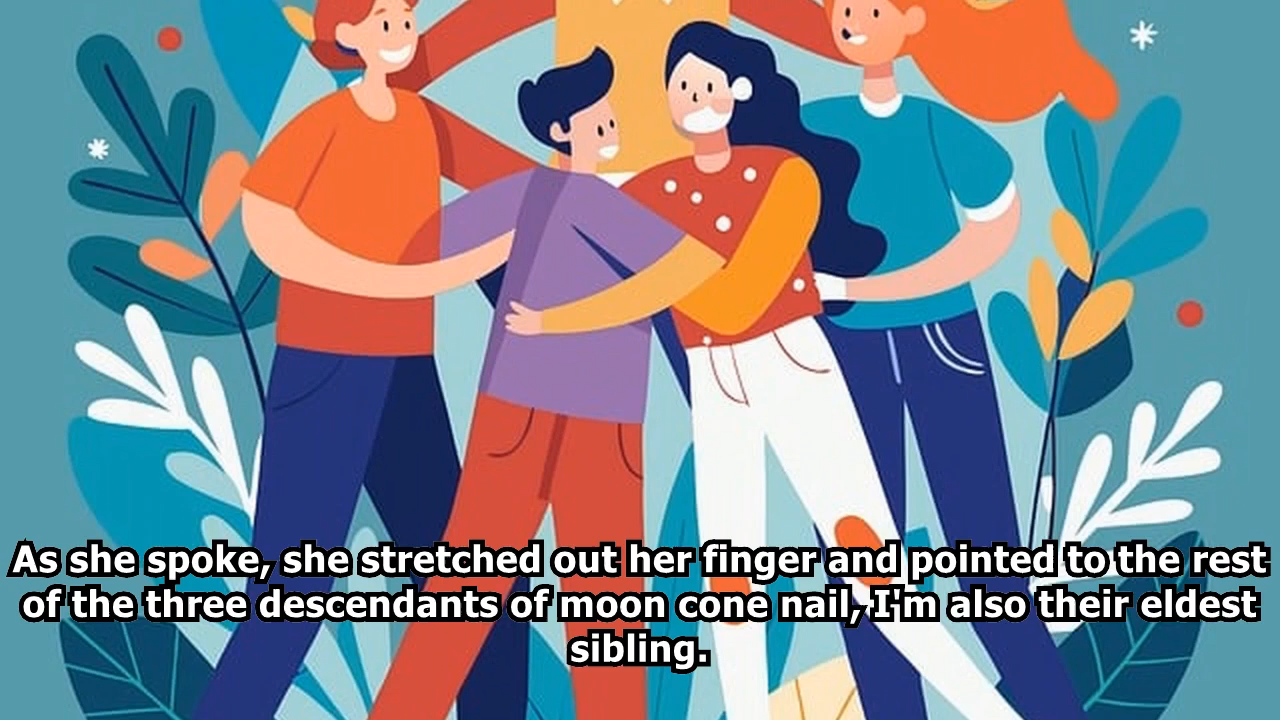 As she spoke, she stretched out her finger and pointed to the rest
of the three descendants of moon cone nail, I'm also their eldest
sibling.